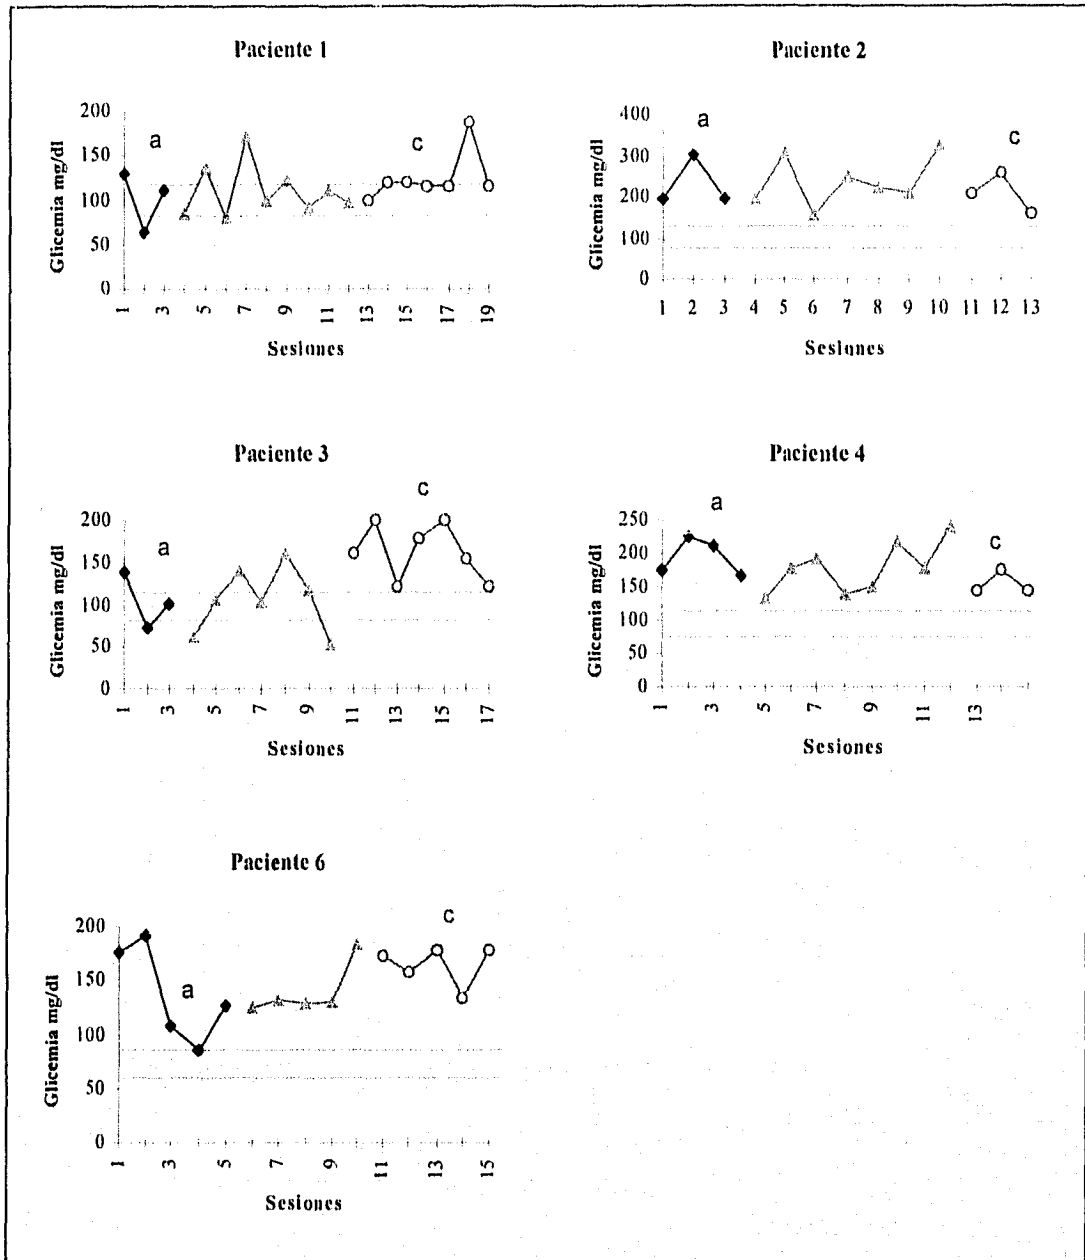 Paciente 1
Glicemia mg/dl
200
150
100
50
0
a
c
1
3
5
7
9
11
13
15
17
19
Sesiones
Paciente 2
Glicemia mg/dl
400
300
200
100
0
a
c
1 2 3 4 5 6 7 8 9 10 11 12 13
Sesiones
Paciente 3
Glicemia mg/dl
200
150
100
50
0
a
c
1
3
5
7
9
11
13
15
17
Sesiones
Paciente 4
Glicemia mg/dl
250
200
150
100
50
0
a
c
1
3
5
7
9
11
13
Sesiones
Paciente 6
Glicemia mg/dl
200
150
100
50
0
a
c
1
3
5
7
9
11
13
15
Sesiones